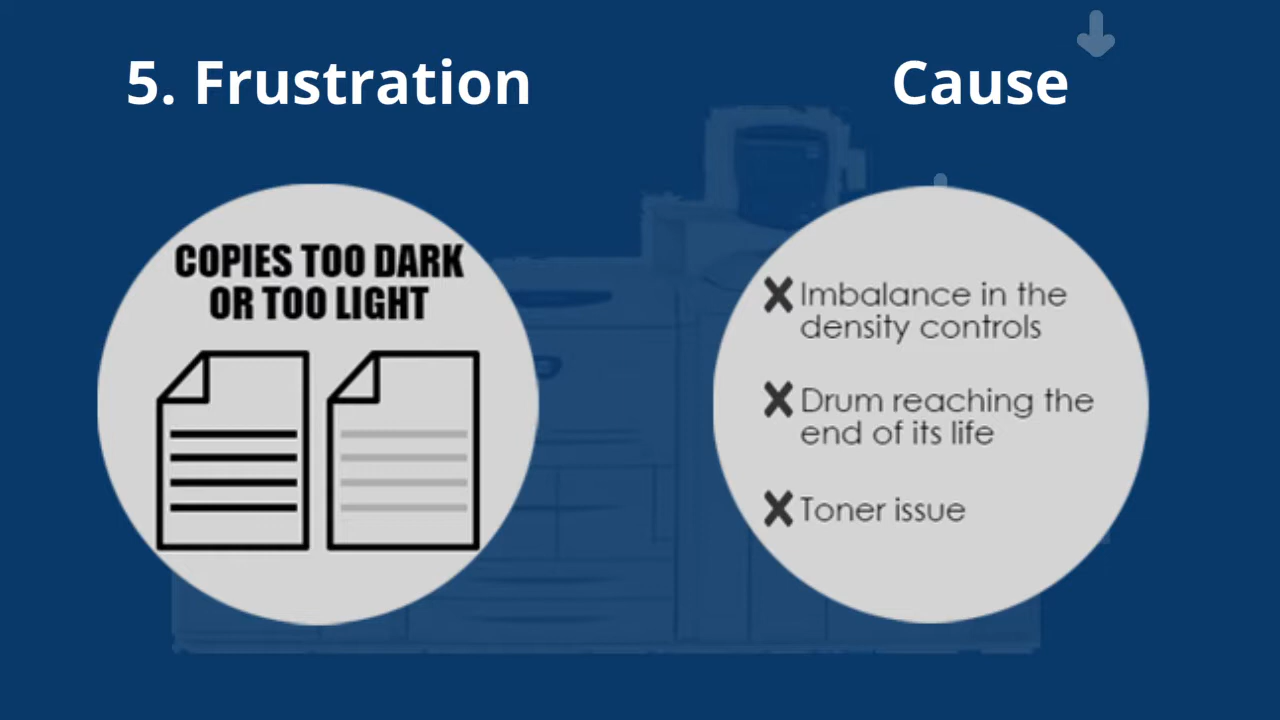 5. Frustration
Cause
COPIES TOO DARK
OR TOO LIGHT
Imbalance in the
density controls
Drum reaching the
end of its life
Toner issue